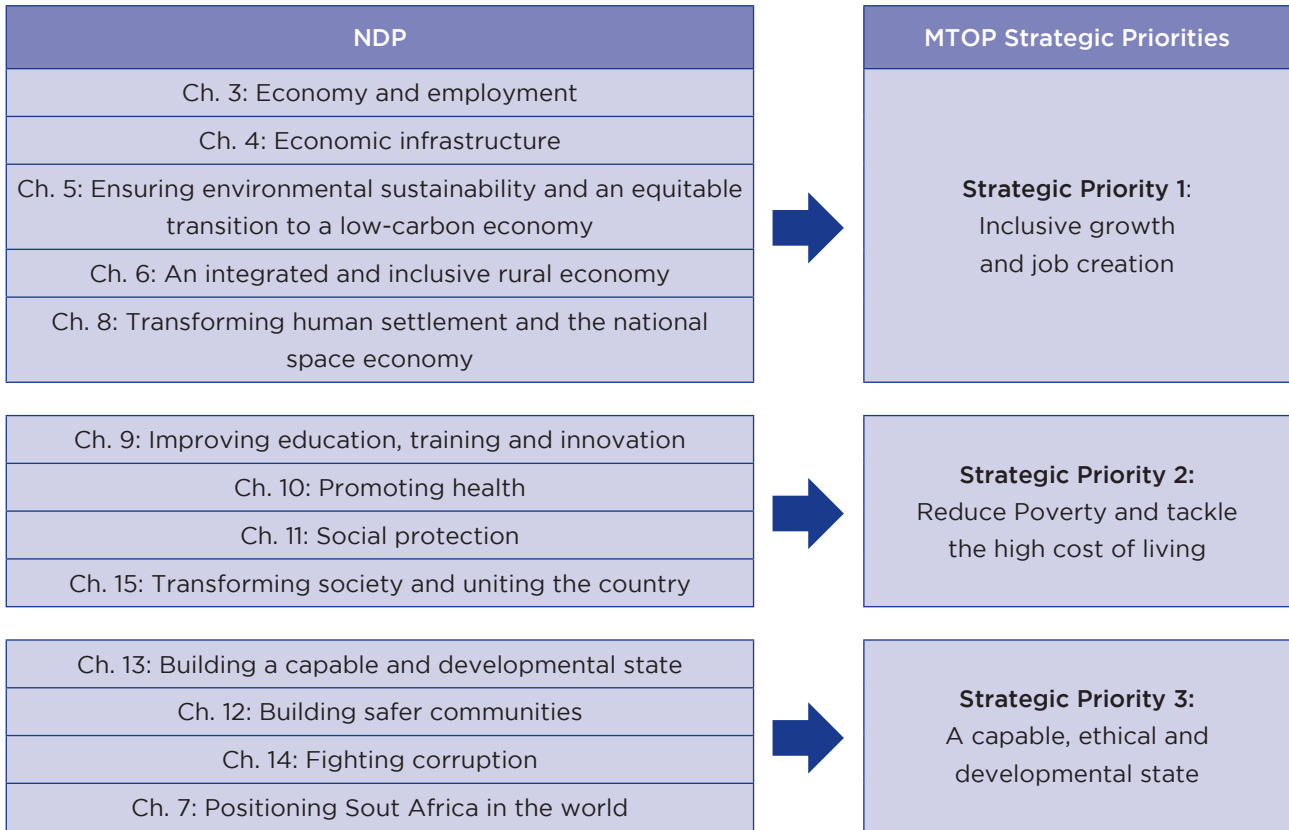 NDP
MTOP Strategic Priorities
Ch. 3: Economy and employment
Ch. 4: Economic infrastructure
Ch. 5: Ensuring environmental sustainability and an equitable
transition to a low-carbon economy
Ch. 6: An integrated and inclusive rural economy
Ch. 8: Transforming human settlement and the national
space economy
Strategic Priority 1:
Inclusive growth
and job creation
Ch. 9: Improving education, training and innovation
Ch. 10: Promoting health
Ch. 11: Social protection
Ch. 15: Transforming society and uniting the country
Strategic Priority 2:
Reduce Poverty and tackle
the high cost of living
Ch. 13: Building a capable and developmental state
Ch. 12: Building safer communities
Ch. 14: Fighting corruption
Ch. 7: Positioning Sout Africa in the world
Strategic Priority 3:
A capable, ethical and
developmental state